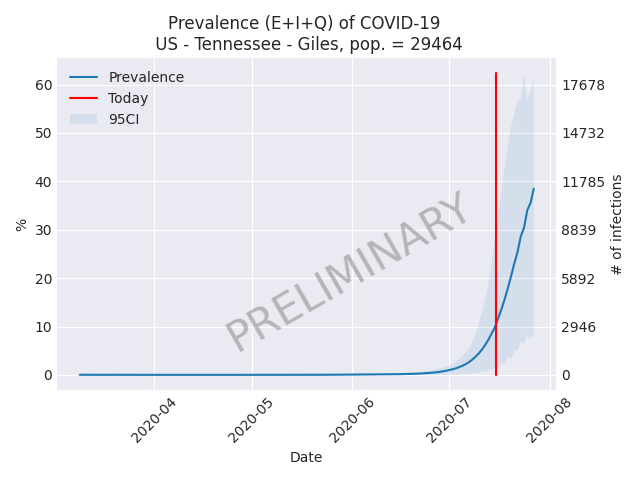 Prevalence (E+I+Q) of COVID-19
US - Tennessee - Giles, pop. = 29464
Prevalence
Today
95CI
60
50
40
30
20
10
0
%
17678
14732
11785
8839
5892
2946
0
# of infections
PRELIMINARY
2020-04
2020-05
2020-06
2020-07
2020-08
Date